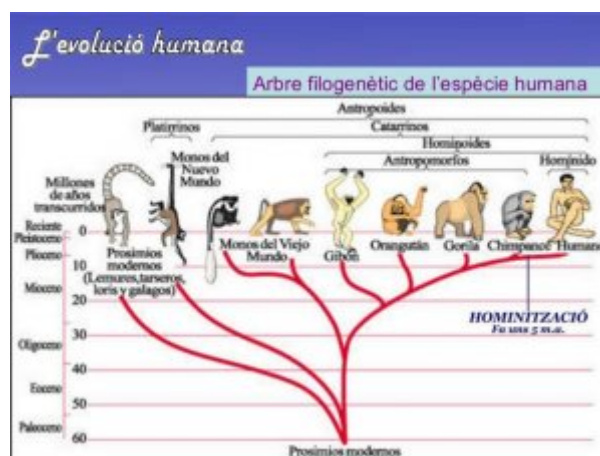 L'evolució humana
Arbre filogenètic de l'espècie humana
Antropoides
Platirrinos
Catarrinos
Hominoides
Monos del
Nuevo
Mundo
Antropomorfos
Homínido
Millones
de años
transcurridos
Reciente
Pleistoceno
0
Plioceno
Prosimios
modernos
(Lemures, tarseros,
loris y galagos)
Monos del Viejo
Mundo
Gibón
Orangután
Gorila
Chimpancé
Humano
10
Mioceno
20
HOMINITZACIÓ
Fa uns 5 m.a.
30
Oligoceno
40
Eoceno
50
Paleoceno
60
Prosimios modernos